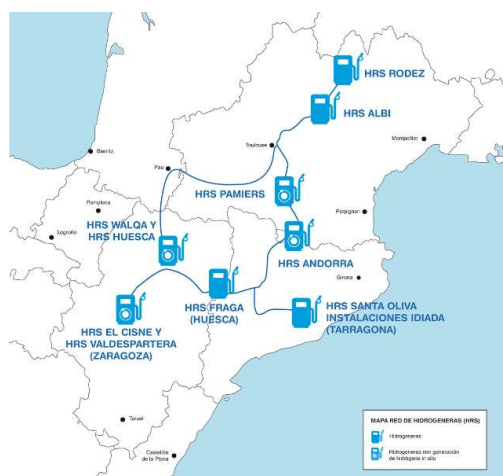 HRS RODEZ
HRS ALBI
Toulouse
Montpellier
Biarritz
Pau
HRS PAMIERS
Pamplona
Perpignan
HRS WALQA Y
HRS HUESCA
Logroño
HRS ANDORRA
Girona
HRS FRAGA
(HUESCA)
HRS SANTA OLIVA
INSTALACIONES IDIADA
(TARRAGONA)
HRS EL CISNE Y
HRS VALDESPARTERA
(ZARAGOZA)
Teruel
Castellón
de la Plana
MAPA RED DE HIDROGENERAS (HRS)
Hidrogeneras
Hidrogeneras con generación
de hidrógeno in situ